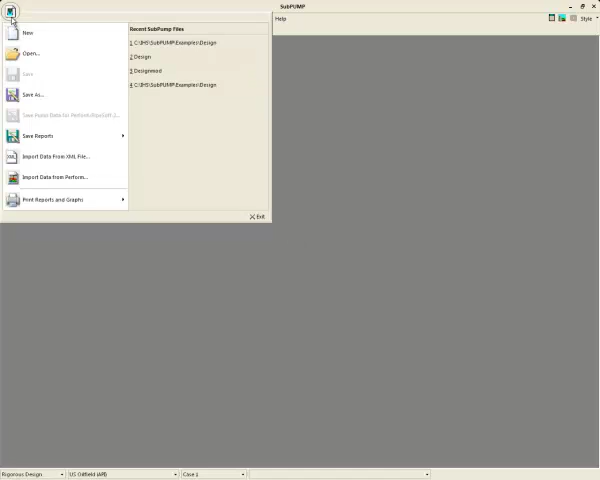 SubPUMP
Help
Style
New
Open...
Save
Save As...
Save Reports
Import Data From XML File...
Import Data from Perform...
Print Reports and Graphs
Recent SubPump Files
1 C:\IHS\SubPUMP\Examples\Design
2 Design
3 Designmod
4 C:\IHS\SubPUMP\Examples\Design
Exit
Rigorous Design
US Oilfield (API)
Case 1